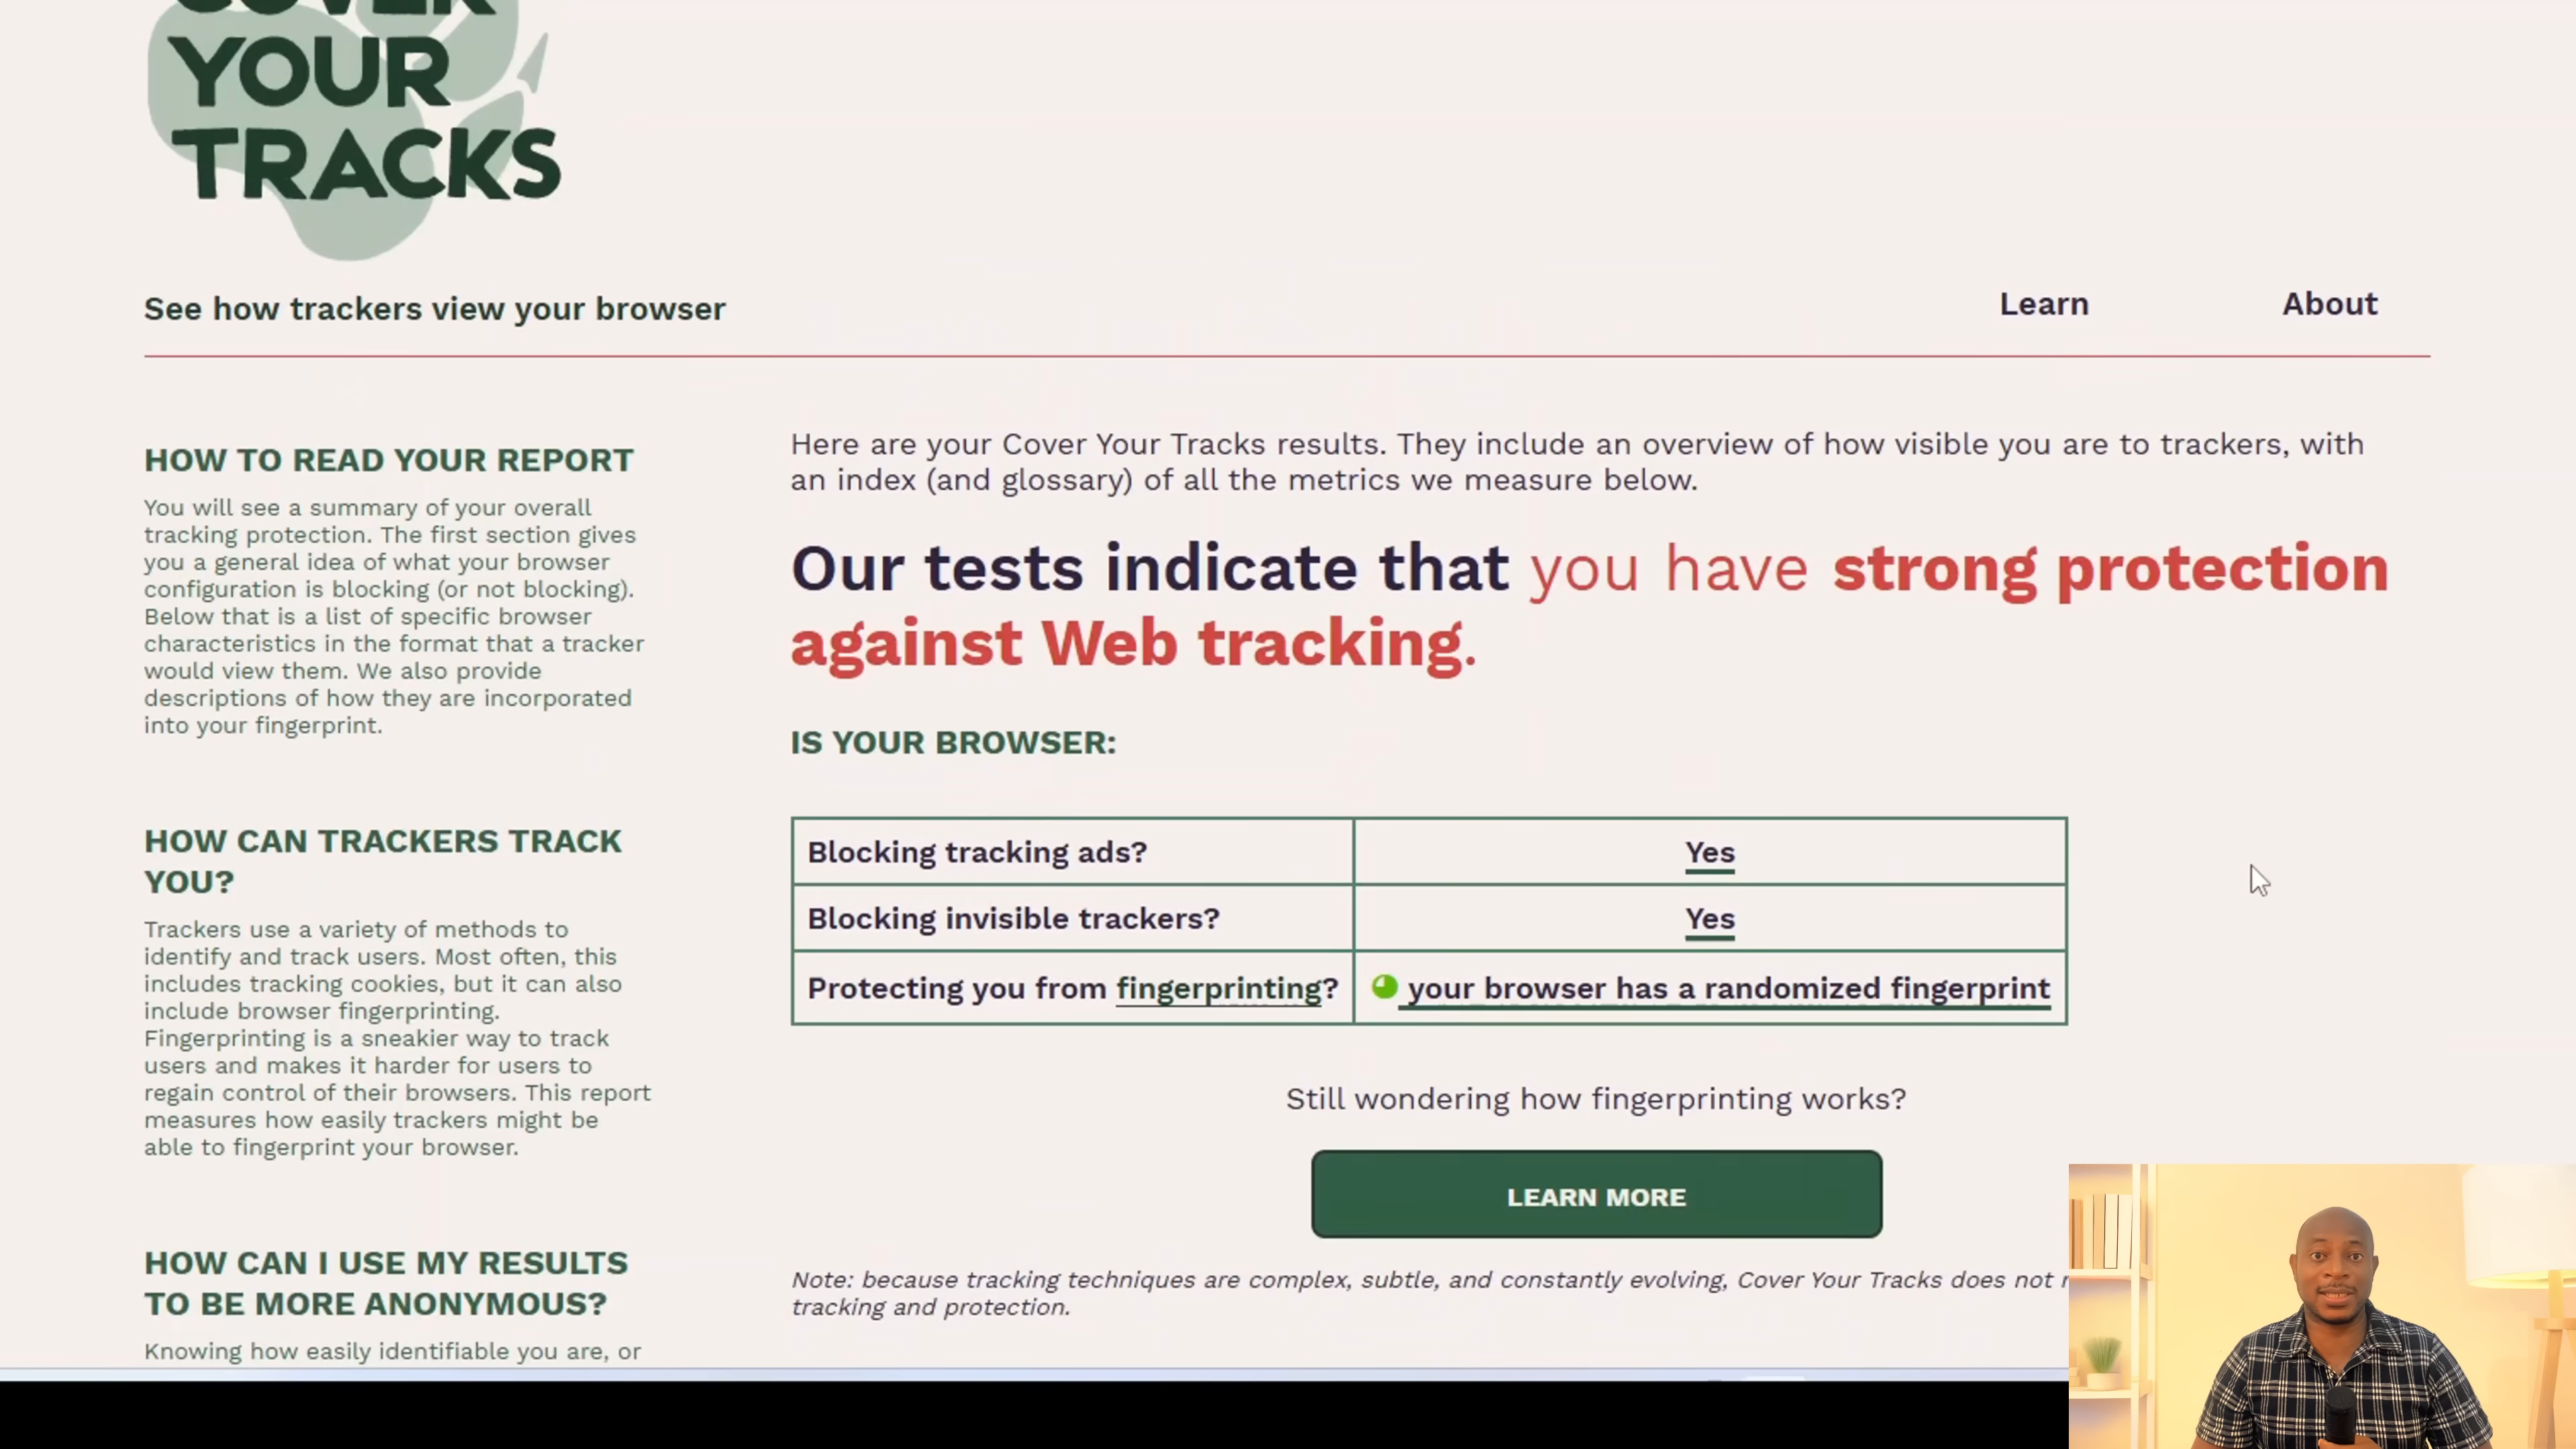 COVER
YOUR
TRACKS
See how trackers view your browser
Learn
About
HOW TO READ YOUR REPORT
You will see a summary of your overall
tracking protection. The first section gives
you a general idea of what your browser
configuration is blocking (or not blocking).
Below that is a list of specific browser
characteristics in the format that a tracker
would view them. We also provide
descriptions of how they are incorporated
into your fingerprint.
HOW CAN TRACKERS TRACK
YOU?
Trackers use a variety of methods to
identify and track users. Most often, this
includes tracking cookies, but it can also
include browser fingerprinting.
Fingerprinting is a sneakier way to track
users and makes it harder for users to
regain control of their browsers. This report
measures how easily trackers might be
able to fingerprint your browser.
HOW CAN I USE MY RESULTS
TO BE MORE ANONYMOUS?
Knowing how easily identifiable you are, or
Here are your Cover Your Tracks results. They include an overview of how visible you are to trackers, with
an index (and glossary) of all the metrics we measure below.
Our tests indicate that you have strong protection
against Web tracking.
IS YOUR BROWSER:
Blocking tracking ads? Yes
Blocking invisible trackers? Yes
Protecting you from fingerprinting? your browser has a randomized fingerprint
Still wondering how fingerprinting works?
LEARN MORE
Note: because tracking techniques are complex, subtle, and constantly evolving, Cover Your Tracks does not
tracking and protection.